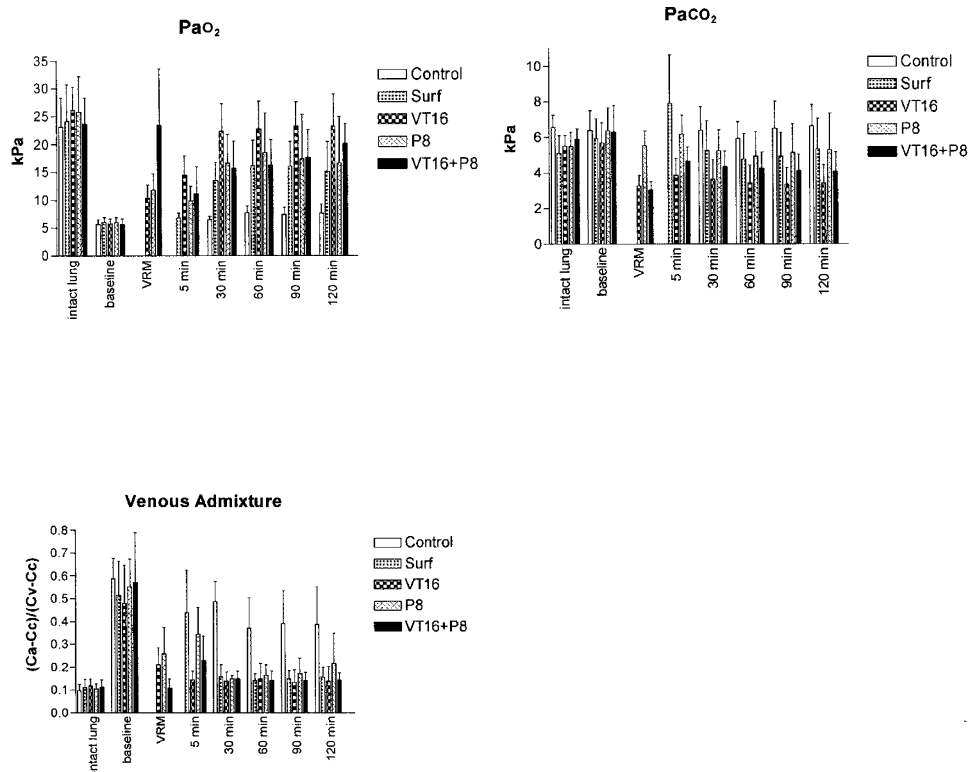 PaO2
35
30
25
20
15
10
5
0
kPa
intact lung
baseline
VRM
5 min
30 min
60 min
90 min
120 min
Control
Surf
VT16
P8
VT16+P8
PaCO2
10
8
6
4
2
0
kPa
intact lung
baseline
VRM
5 min
30 min
60 min
90 min
120 min
Control
Surf
VT16
P8
VT16+P8
Venous Admixture
0.8
0.7
0.6
0.5
0.4
0.3
0.2
0.1
0.0
(Ca-Cc)/(Cv-Cc)
ntact lung
baseline
VRM
5 min
30 min
60 min
90 min
120 min
Control
Surf
VT16
P8
VT16+P8